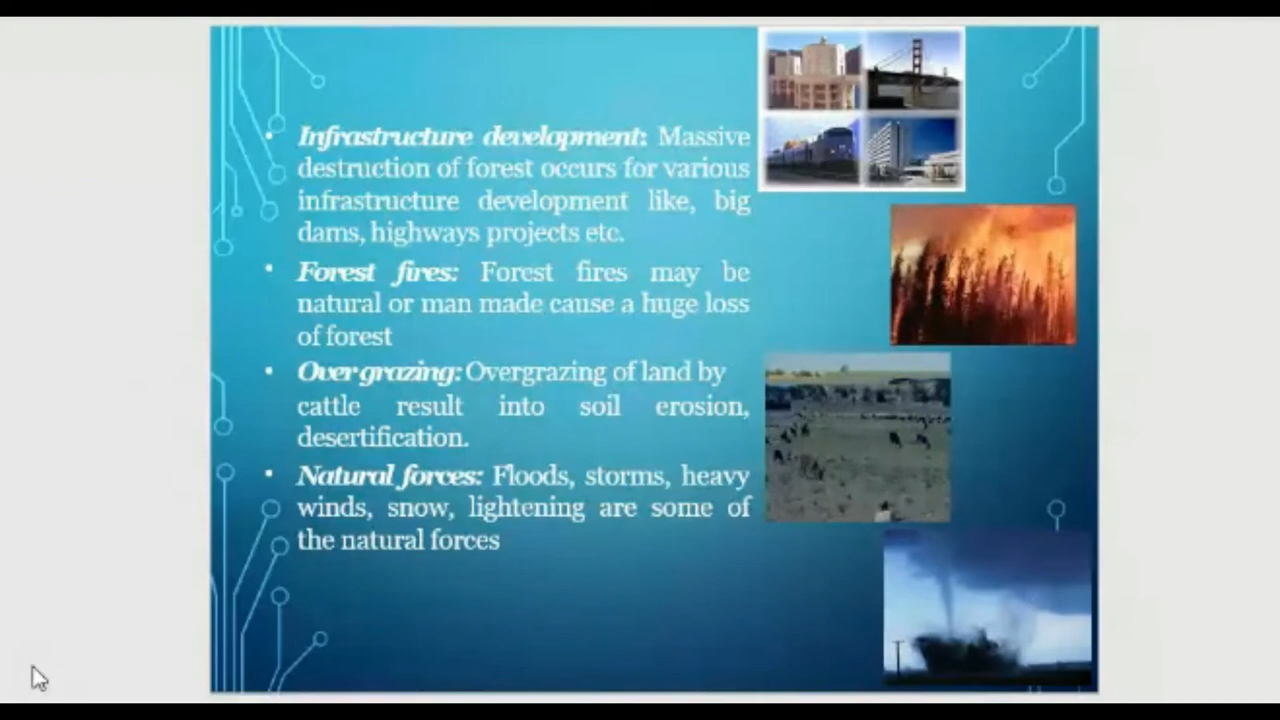 • Infrastructure development: Massive
destruction of forest occurs for various
infrastructure development like, big
dams, highways projects etc.
• Forest fires: Forest fires may be
natural or man made cause a huge loss
of forest
• Over grazing: Overgrazing of land by
cattle result into soil erosion,
desertification.
• Natural forces: Floods, storms, heavy
winds, snow, lightening are some of
the natural forces